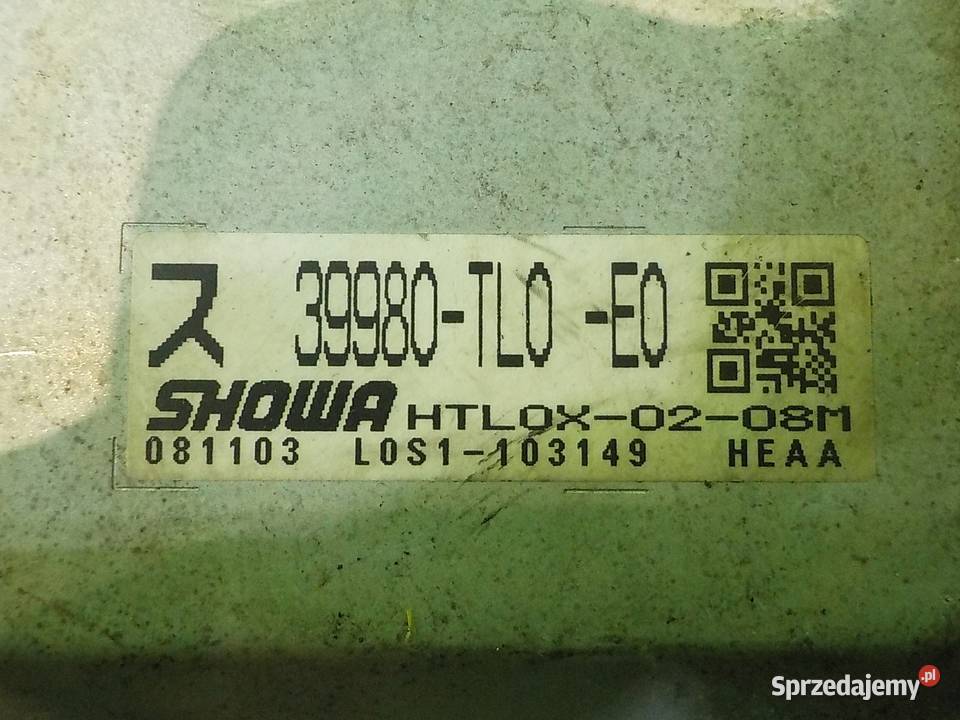 ス 39980-TL0 -E0
SHOWA HTL0X-02-08M
081103 L0S1-103149 HEAA
Sprzedajemy.pl